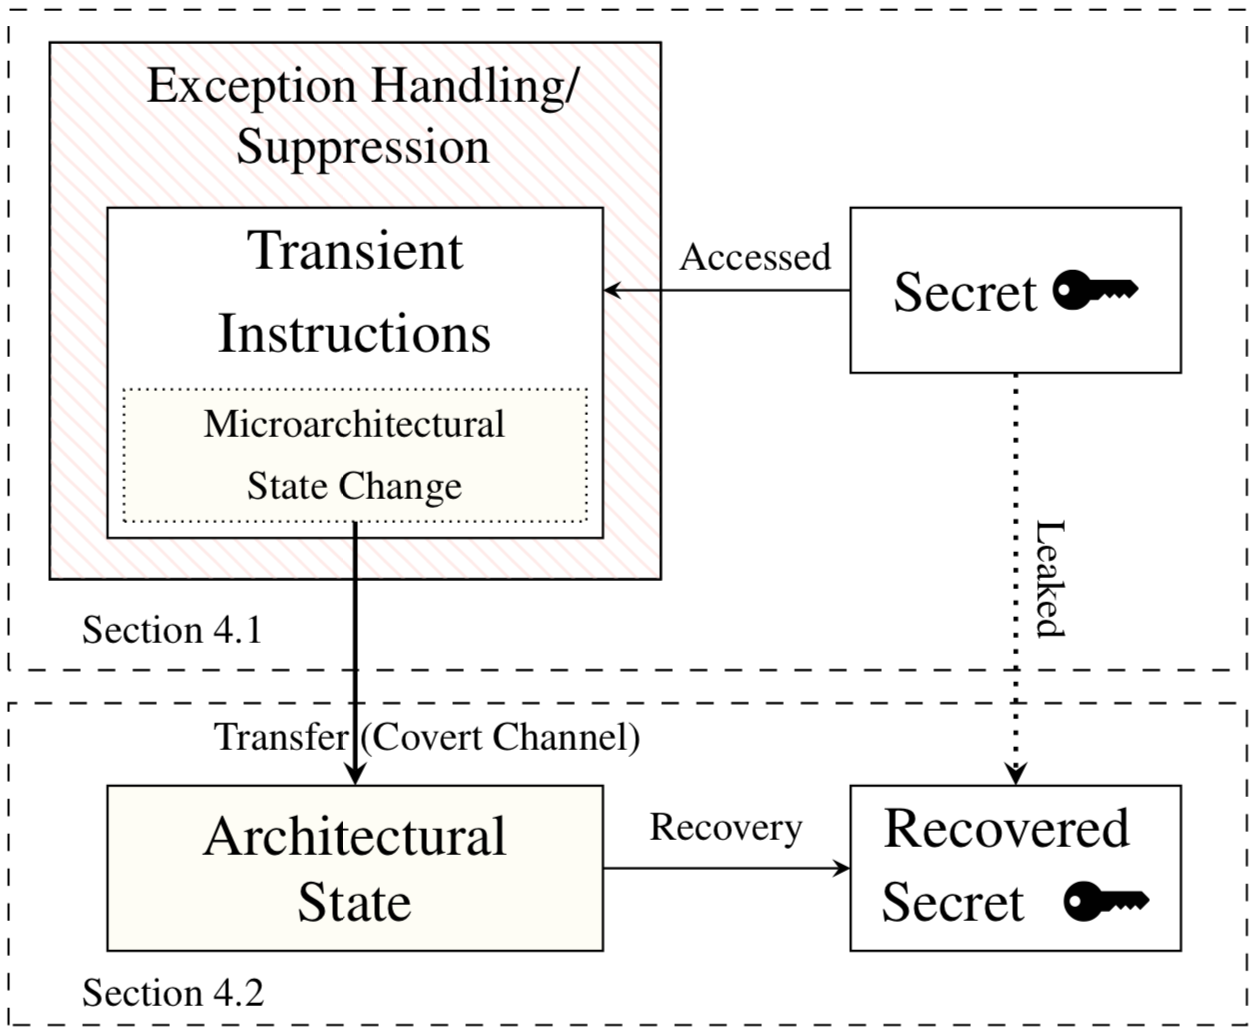 Exception Handling/
Suppression
Transient
Instructions
Microarchitectural
State Change
Accessed
Secret
Leaked
Section 4.1
Transfer (Covert Channel)
Architectural
State
Recovery
Recovered
Secret
Section 4.2